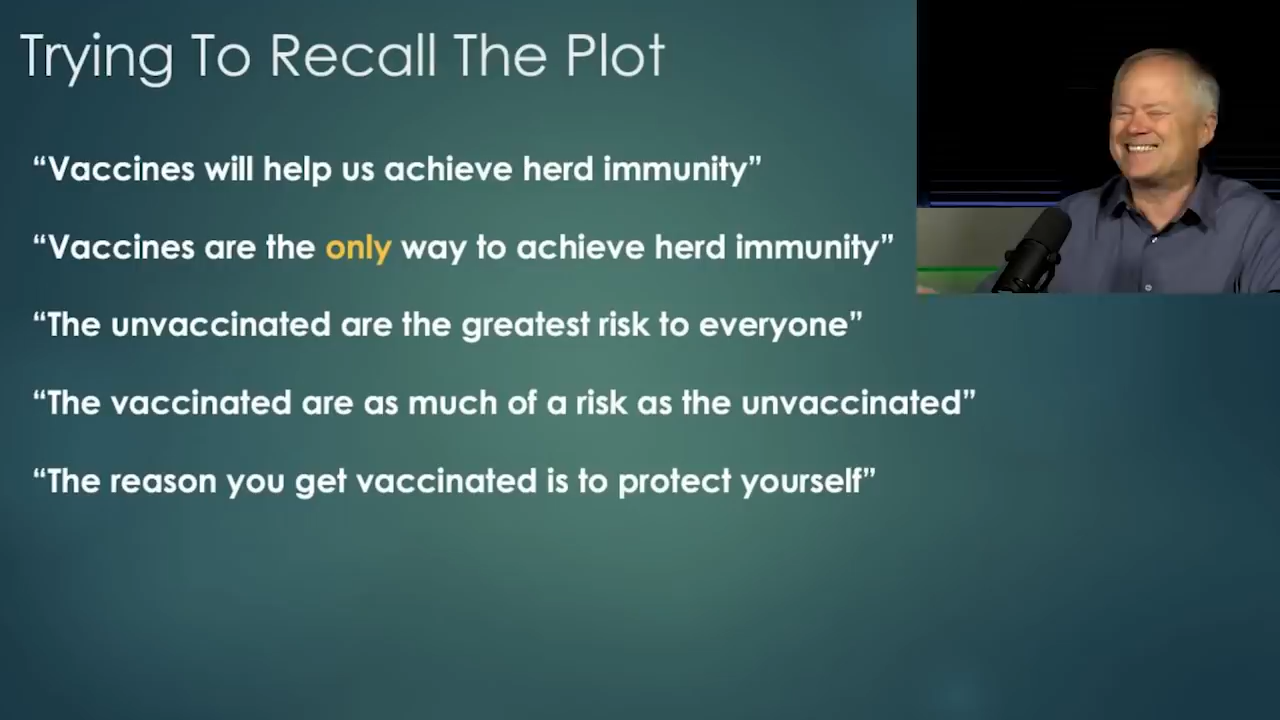 Trying To Recall The Plot
“Vaccines will help us achieve herd immunity”
“Vaccines are the only way to achieve herd immunity”
“The unvaccinated are the greatest risk to everyone”
“The vaccinated are as much of a risk as the unvaccinated”
“The reason you get vaccinated is to protect yourself”